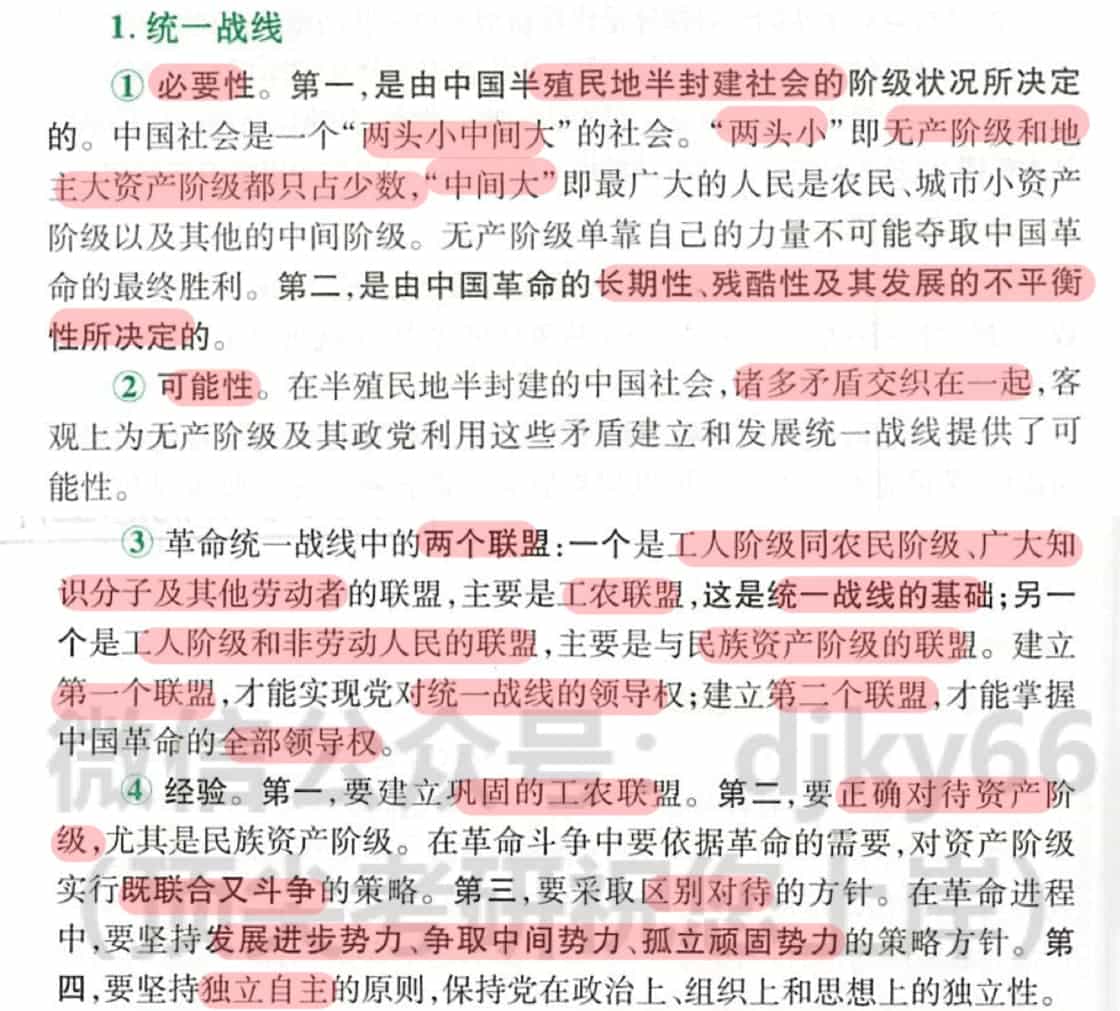 1. 统一战线
① 必要性。第一,是由中国半殖民地半封建社会的阶级状况所决定
的。中国社会是一个“两头小中间大”的社会。“两头小”即无产阶级和地
主大资产阶级都只占少数,“中间大”即最广大的人民是农民、城市小资产
阶级以及其他的中间阶级。无产阶级单靠自己的力量不可能夺取中国革
命的最终胜利。第二,是由中国革命的长期性、残酷性及其发展的不平衡
性所决定的。
② 可能性。在半殖民地半封建的中国社会,诸多矛盾交织在一起,客
观上为无产阶级及其政党利用这些矛盾建立和发展统一战线提供了可
能性。
③ 革命统一战线中的两个联盟:一个是工人阶级同农民阶级、广大知
识分子及其他劳动者的联盟,主要是工农联盟,这是统一战线的基础;另一
个是工人阶级和非劳动人民的联盟,主要是与民族资产阶级的联盟。建立
第一个联盟,才能实现党对统一战线的领导权;建立第二个联盟,才能掌握
中国革命的全部领导权。
微信公众号: djky66
④ 经验。第一,要建立巩固的工农联盟。第二,要正确对待资产阶
级,尤其是民族资产阶级。在革命斗争中要依据革命的需要,对资产阶级
实行既联合又斗争的策略。第三,要采取区别对待的方针。在革命进程
中,要坚持发展进步势力、争取中间势力、孤立顽固势力的策略方针。第
四,要坚持独立自主的原则,保持党在政治上、组织上和思想上的独立性。